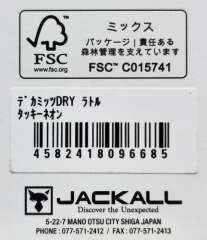 ミックス
パッケージ|責任ある
森林管理を支えています
FSC™ C015741
FSC
www.fsc.org
デカミッツDRY ラトル
タッキーネオン
4582418096685
JACKALL
Discover the Unexpected
5-22-7 MANO OTSU CITY SHIGA JAPAN
PHONE : 077-571-2412 / FAX : 077-571-2413